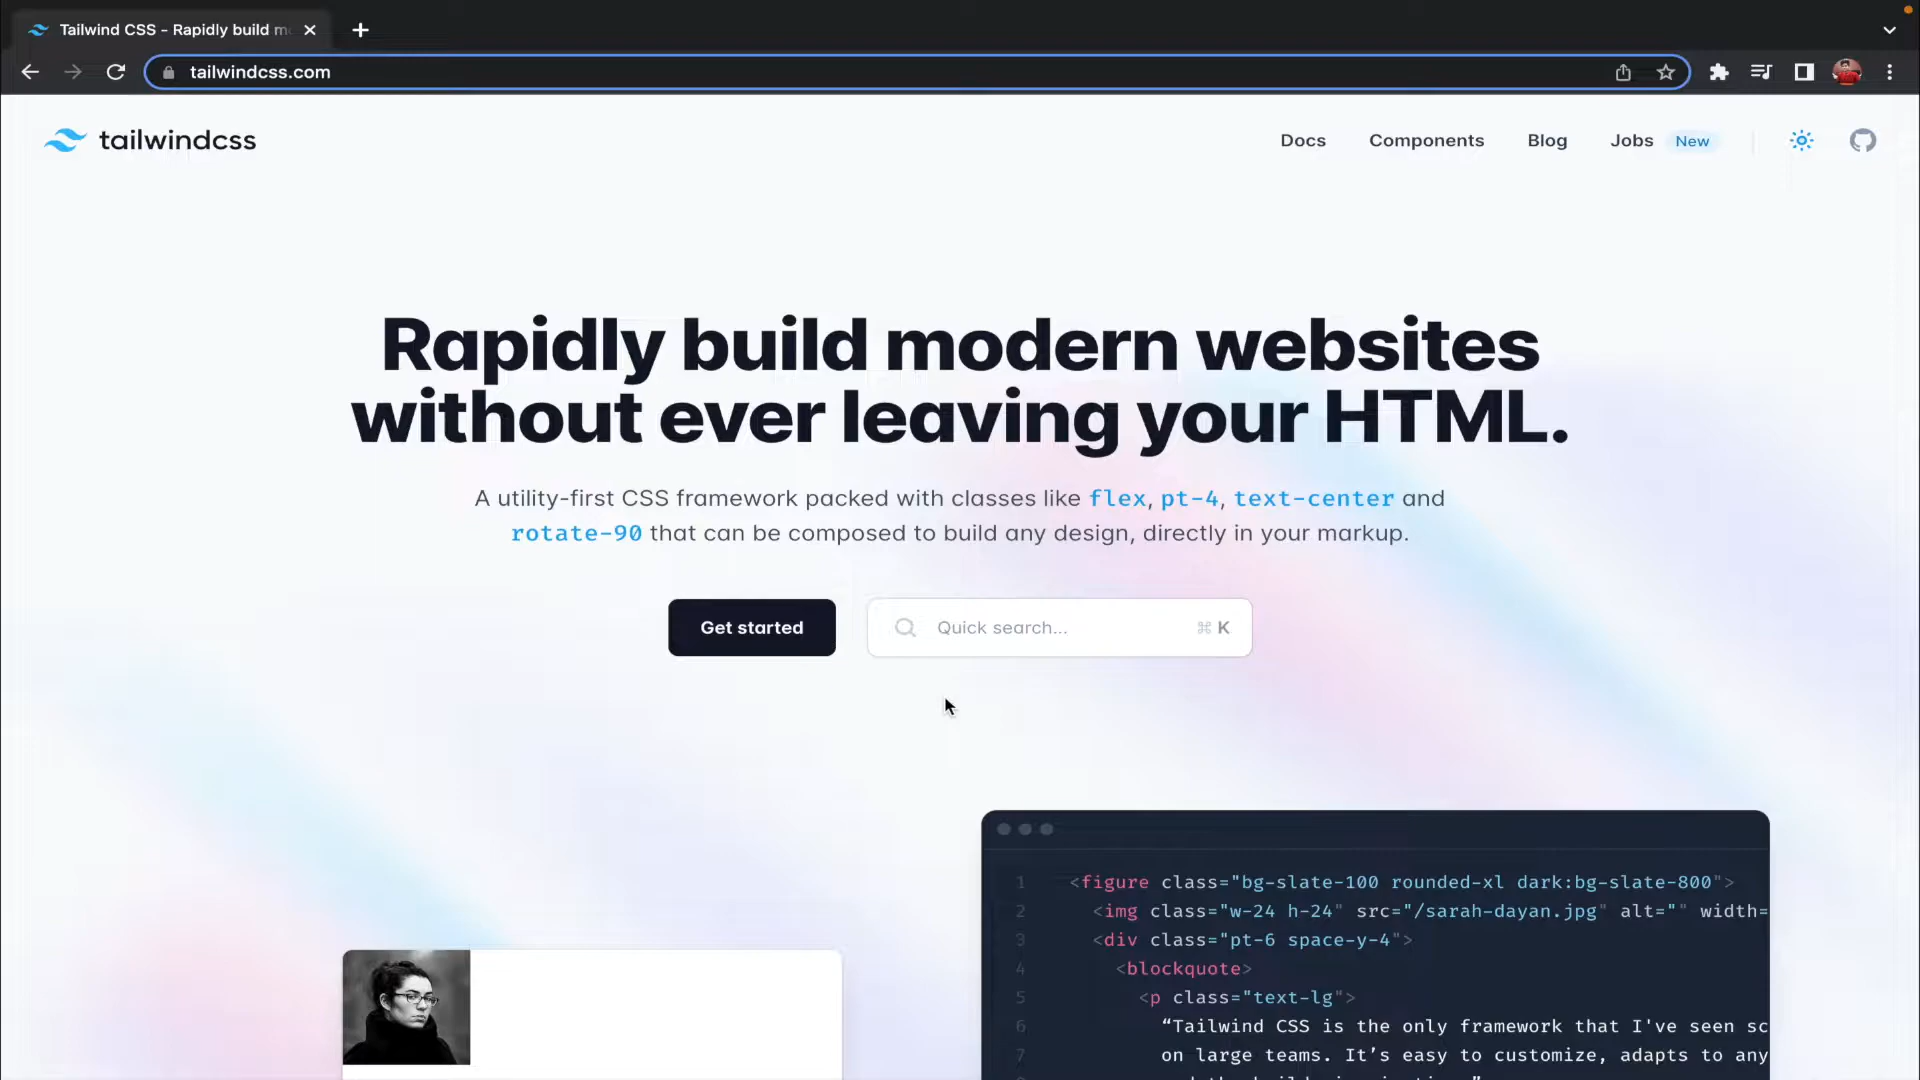 Tailwind CSS - Rapidly build m
tailwindcss.com
tailwindcss
Docs Components Blog Jobs New
Rapidly build modern websites
without ever leaving your HTML.
A utility-first CSS framework packed with classes like flex, pt-4, text-center and
rotate-90 that can be composed to build any design, directly in your markup.
Get started
Quick search... ⌘ K
1 <figure class="bg-slate-100 rounded-xl dark:bg-slate-800">
2 <img class="w-24 h-24" src="/sarah-dayan.jpg" alt="" width=
3 <div class="pt-6 space-y-4">
4 <blockquote>
5 <p class="text-lg">
6 “Tailwind CSS is the only framework that I've seen sc
7 on large teams. It’s easy to customize, adapts to any